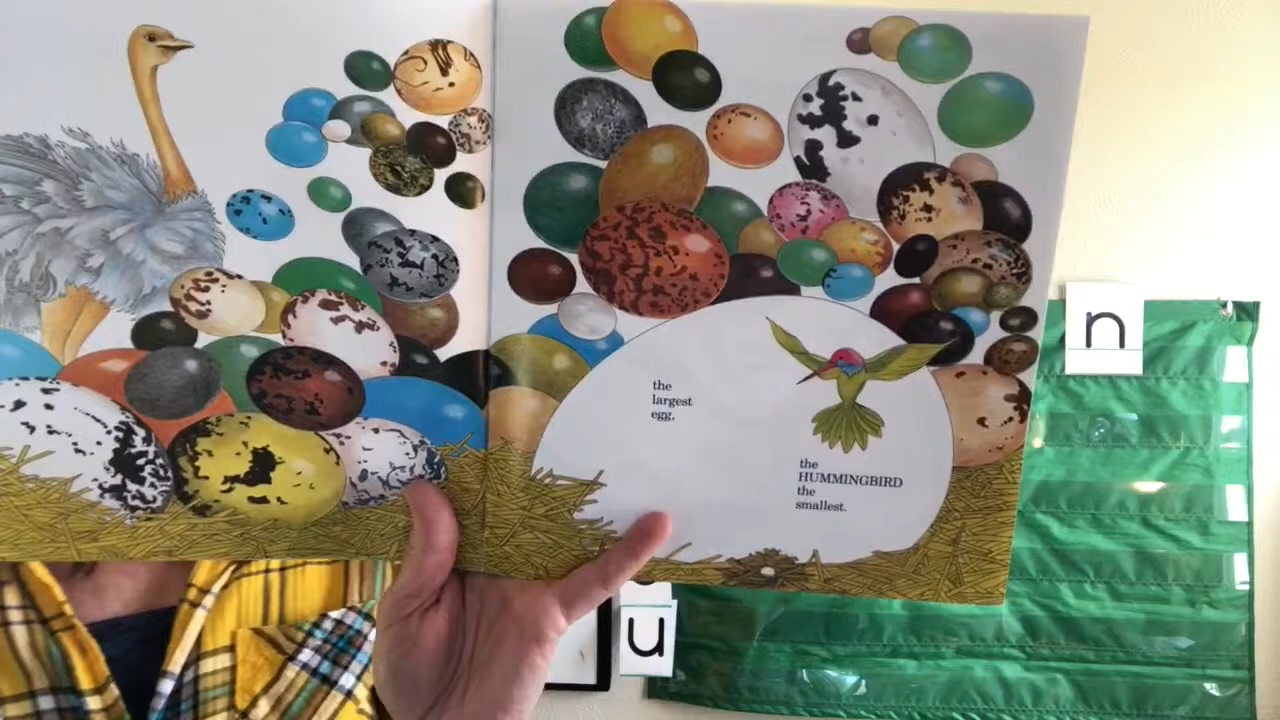 the
largest
egg,
the
HUMMINGBIRD
the
smallest.
n
u